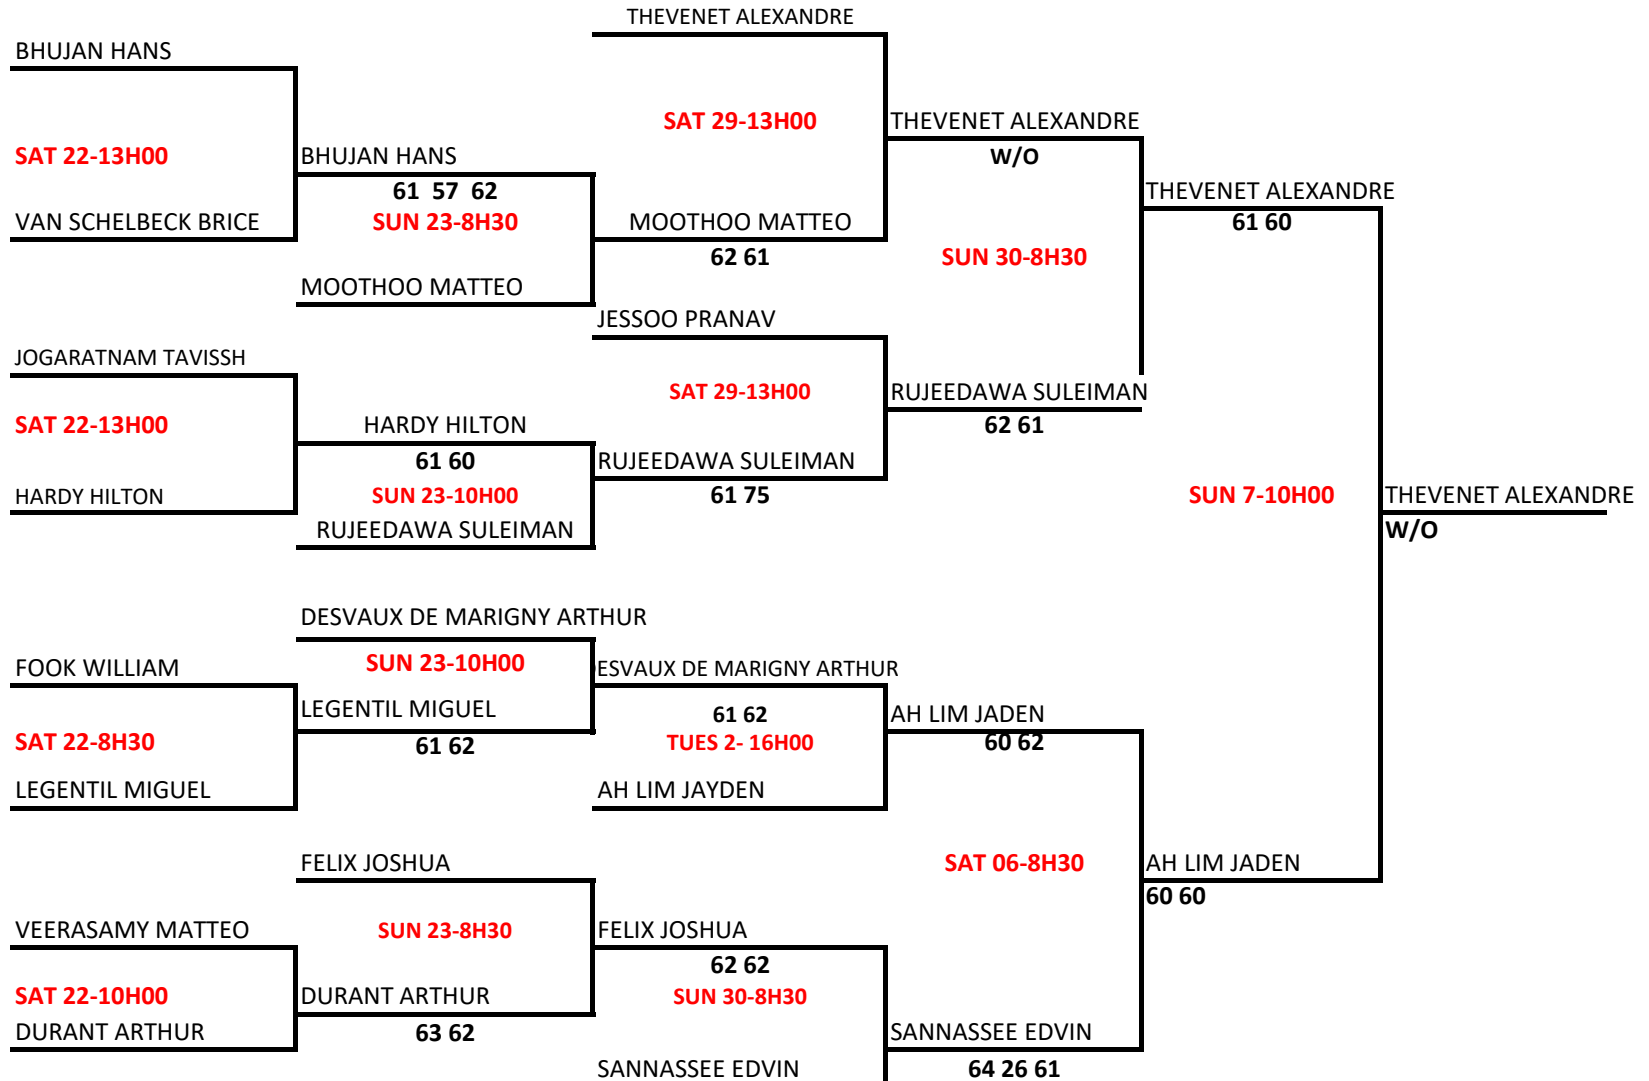 THEVENET ALEXANDRE
BHUJAN HANS
SAT 29-13H00
THEVENET ALEXANDRE
SAT 22-13H00
BHUJAN HANS
W/O
61 57 62
THEVENET ALEXANDRE
VAN SCHELBECK BRICE
SUN 23-8H30
MOOTHOO MATTEO
61 60
62 61
SUN 30-8H30
MOOTHOO MATTEO
JESSOO PRANAV
JOGARATNAM TAVISSH
SAT 29-13H00
RUJEEDAWA SULEIMAN
SAT 22-13H00
HARDY HILTON
62 61
61 60
RUJEEDAWA SULEIMAN
HARDY HILTON
SUN 23-10H00
61 75
SUN 7-10H00
THEVENET ALEXANDRE
RUJEEDAWA SULEIMAN
W/O
DESVAUX DE MARIGNY ARTHUR
FOOK WILLIAM
SUN 23-10H00
ESVAUX DE MARIGNY ARTHUR
LEGENTIL MIGUEL
61 62
AH LIM JADEN
SAT 22-8H30
61 62
TUES 2- 16H00
60 62
LEGENTIL MIGUEL
AH LIM JAYDEN
FELIX JOSHUA
SAT 06-8H30
AH LIM JADEN
60 60
VEERASAMY MATTEO
SUN 23-8H30
FELIX JOSHUA
62 62
SAT 22-10H00
DURANT ARTHUR
SUN 30-8H30
DURANT ARTHUR
63 62
SANNASSEE EDVIN
SANNASSEE EDVIN
64 26 61